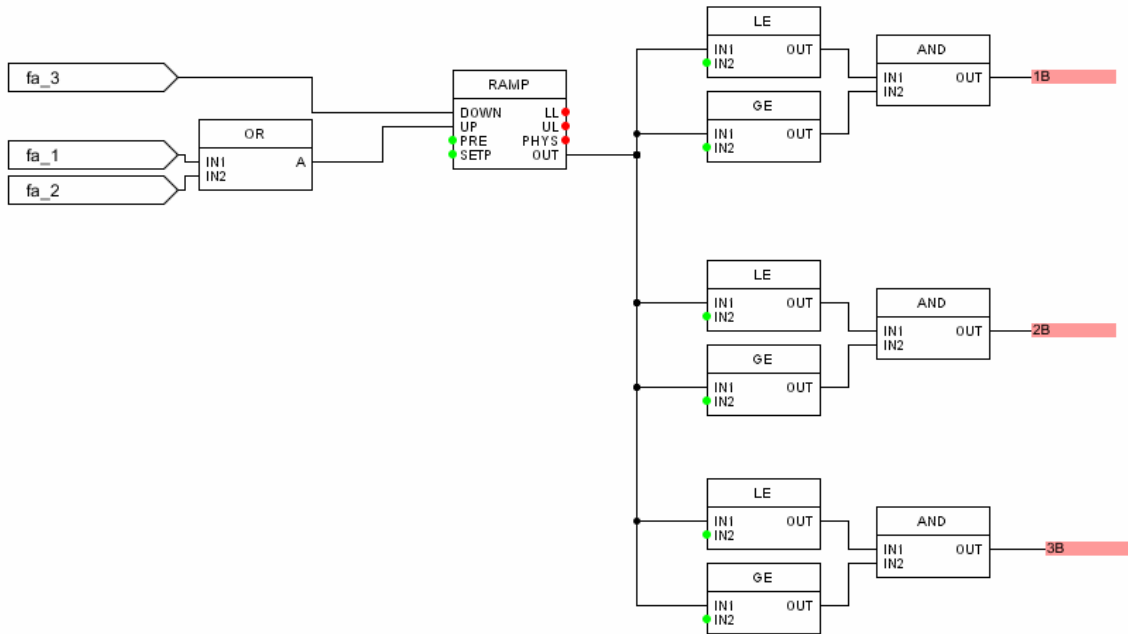 LE
IN1 OUT
IN2
AND
IN1 OUT
IN2
1B
fa_3
RAMP
DOWN LL
UP UL
PRE PHYS
SETP OUT
GE
IN1 OUT
IN2
OR
IN1 A
IN2
fa_1
fa_2
LE
IN1 OUT
IN2
AND
IN1 OUT
IN2
2B
GE
IN1 OUT
IN2
LE
IN1 OUT
IN2
AND
IN1 OUT
IN2
3B
GE
IN1 OUT
IN2